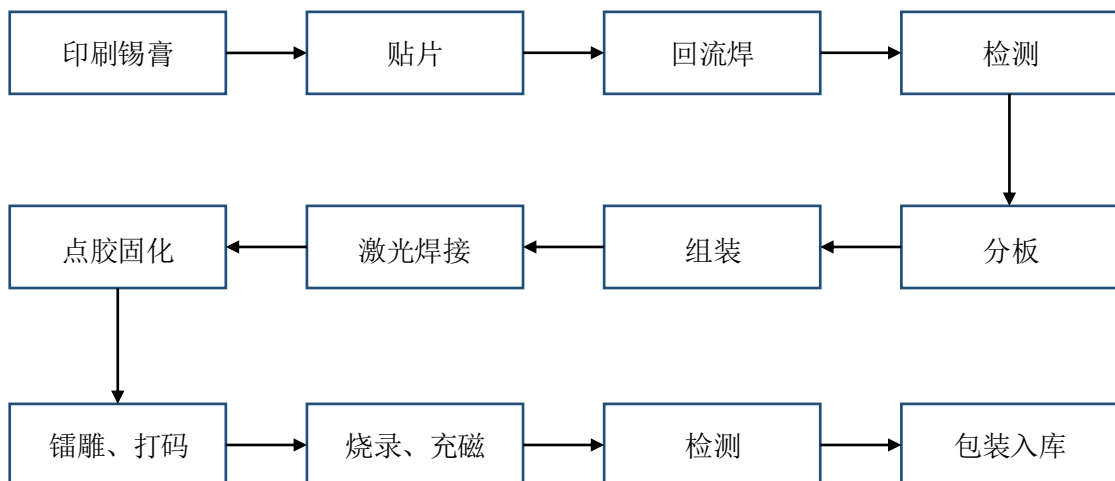 印刷锡膏
贴片
回流焊
检测
分板
组装
激光焊接
点胶固化
镭雕、打码
烧录、充磁
检测
包装入库